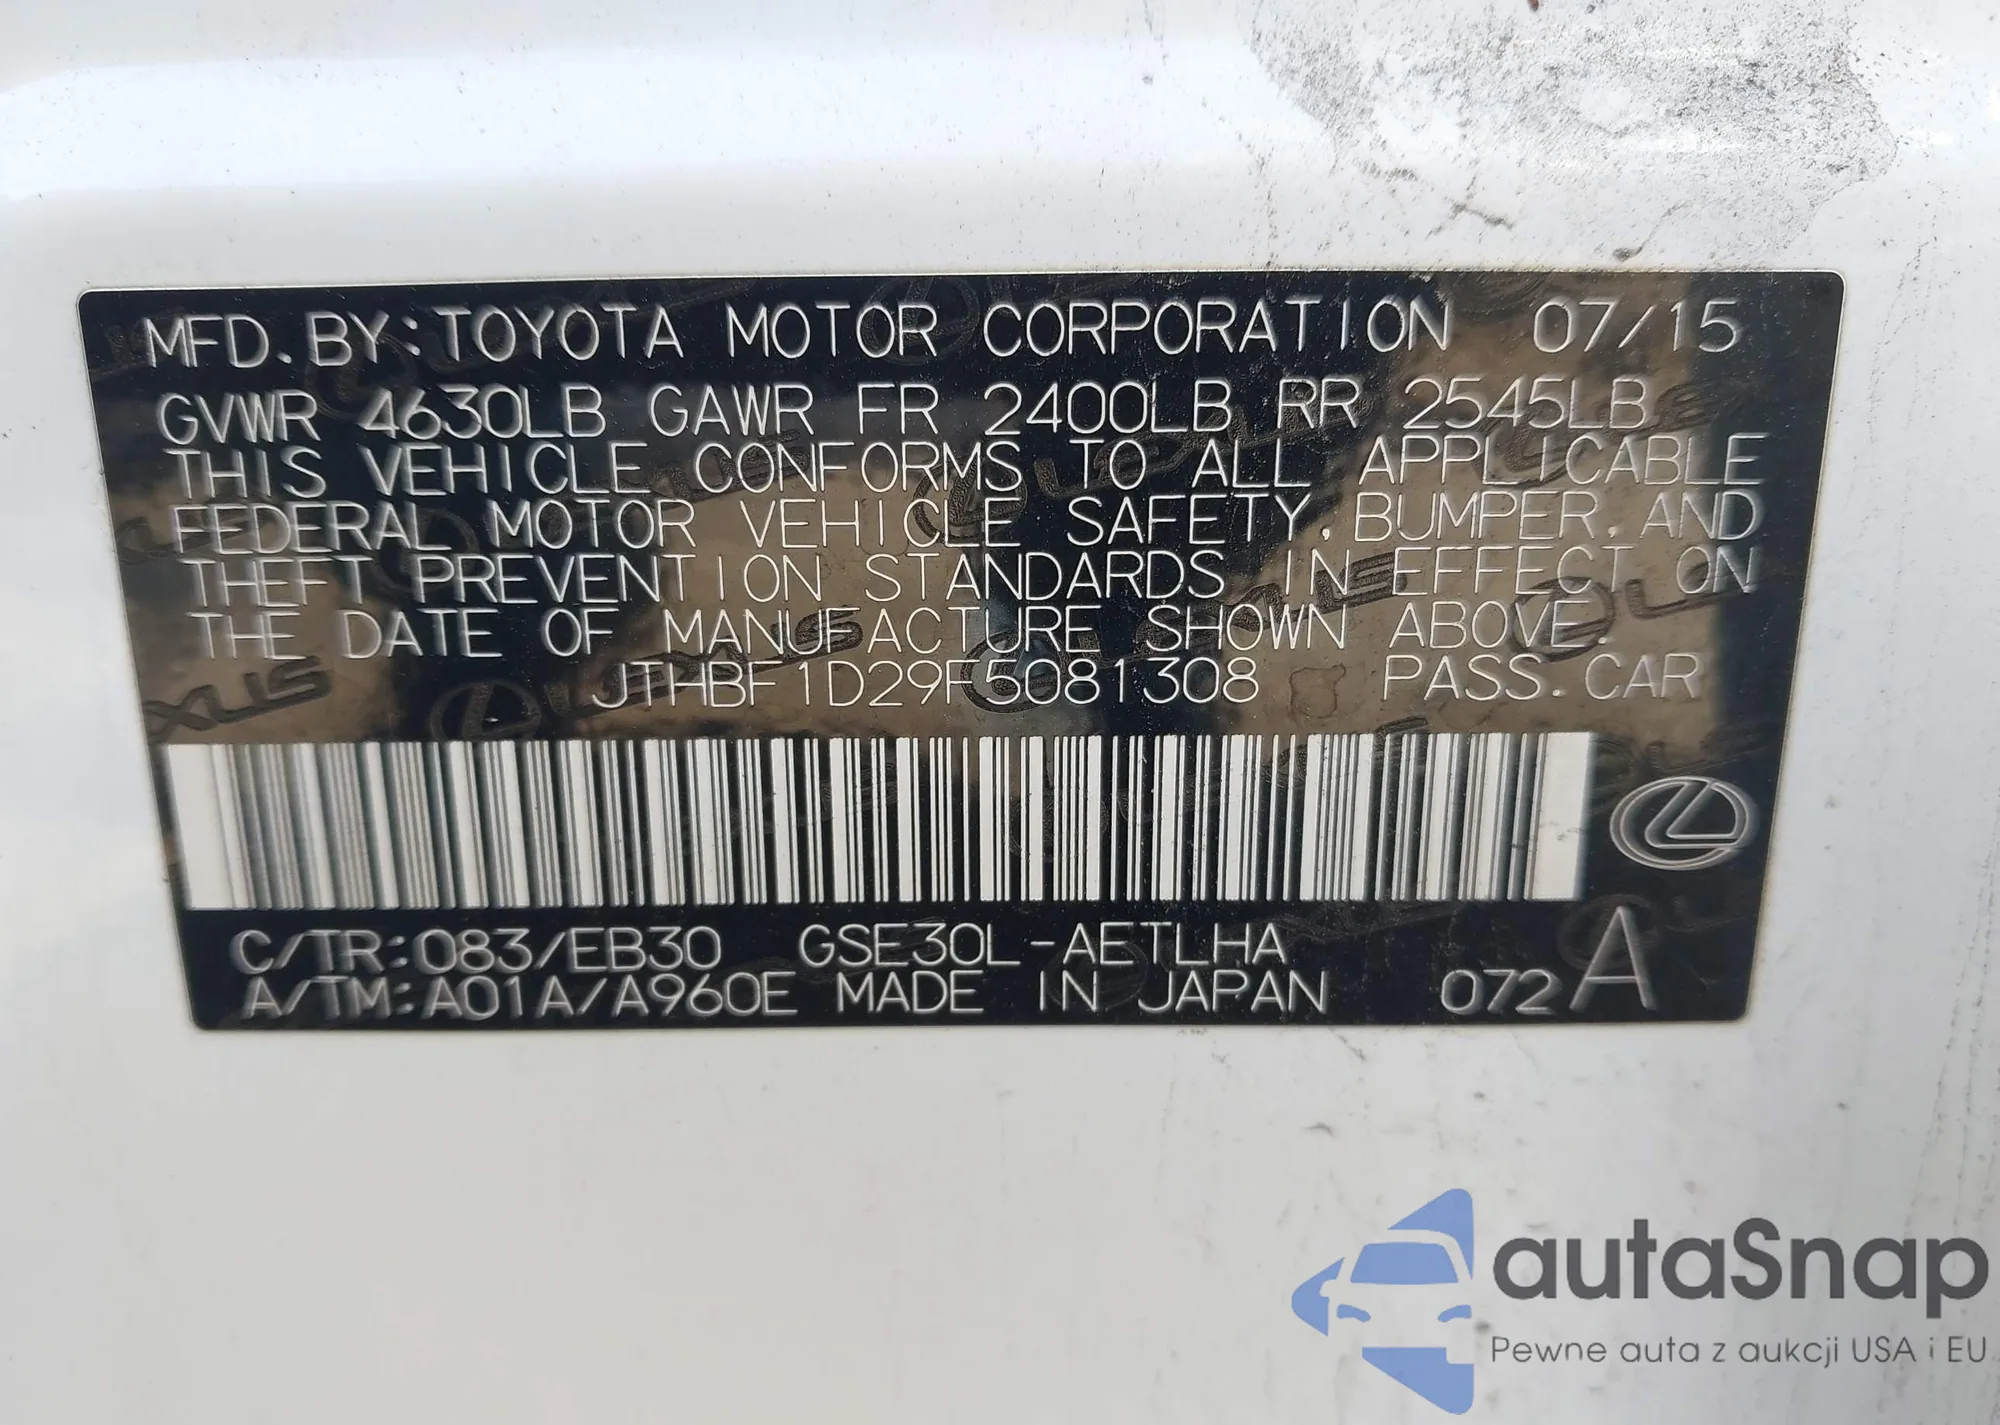 MFD. BY: TOYOTA MOTOR CORPORATION 07/15
GVWR 4630LB GAWR FR 2400LB RR 2545LB
THIS VEHICLE CONFORMS TO ALL APPLICABLE
FEDERAL MOTOR VEHICLE SAFETY, BUMPER, AND
THEFT PREVENTION STANDARDS IN EFFECT ON
THE DATE OF MANUFACTURE SHOWN ABOVE.
JTHBF1D29F5081308 PASS. CAR
C/TR: 083/EB30 GSE30L-AETLHA
A/TM: A01A/A960E MADE IN JAPAN 072 A
autaSnap
Pewne auta z aukcji USA i EU